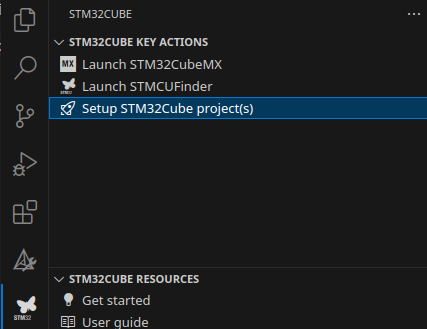 STM32CUBE
STM32CUBE KEY ACTIONS
MX Launch STM32CubeMX
Launch STMCUFinder
Setup STM32Cube project(s)
STM32CUBE RESOURCES
Get started
STM32
User guide